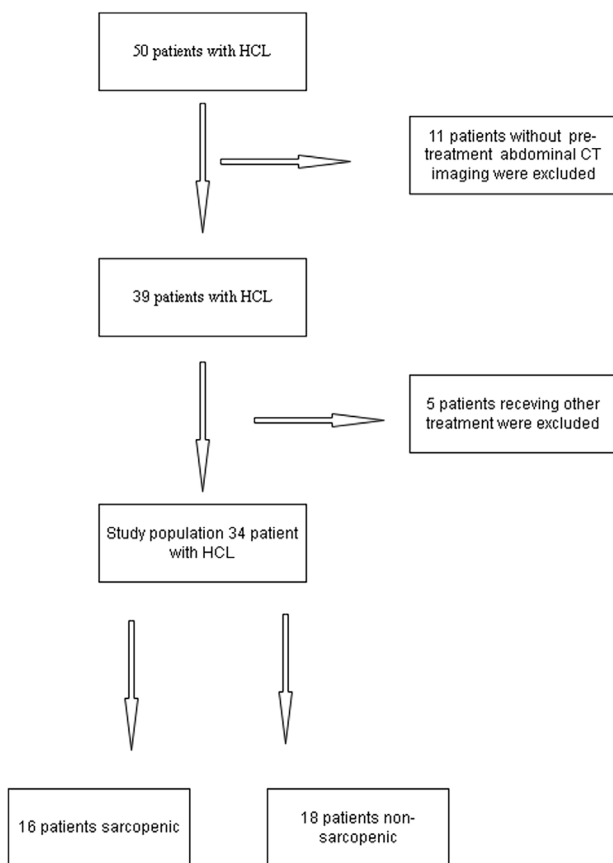 50 patients with HCL
11 patients without pre-
treatment abdominal CT
imaging were excluded
39 patients with HCL
5 patients receving other
treatment were excluded
Study population 34 patient
with HCL
16 patients sarcopenic
18 patients non-
sarcopenic